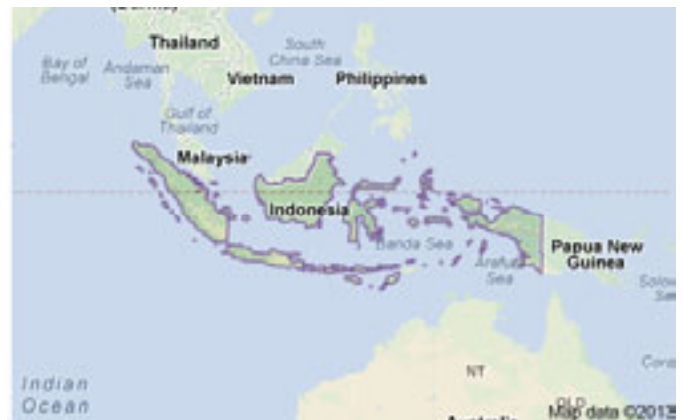 Thailand
South
China Sea
Bay of
Bengal
Andaman
Sea
Vietnam
Philippines
Gulf of
Thailand
Malaysia
Indonesia
Banda Sea
Arafura
Sea
Papua New
Guinea
Sea
NT
Indian
Ocean
Map data ©2013